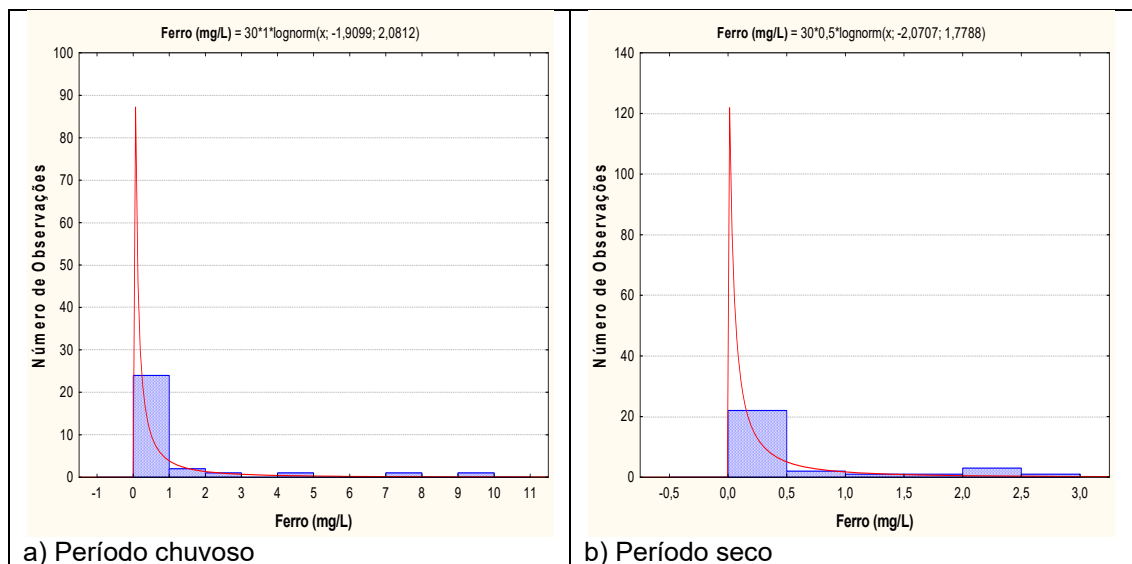 Ferro (mg/L) = 30*1*lognorm(x; -1,9099; 2,0812)
100
90
80
70
60
50
40
30
20
10
0
Número de Observações
-1 0 1 2 3 4 5 6 7 8 9 10 11
Ferro (mg/L)
a) Período chuvoso
Ferro (mg/L) = 30*0,5*lognorm(x; -2,0707; 1,7788)
140
120
100
80
60
40
20
0
Número de Observações
-0,5 0,0 0,5 1,0 1,5 2,0 2,5 3,0
Ferro (mg/L)
b) Período seco